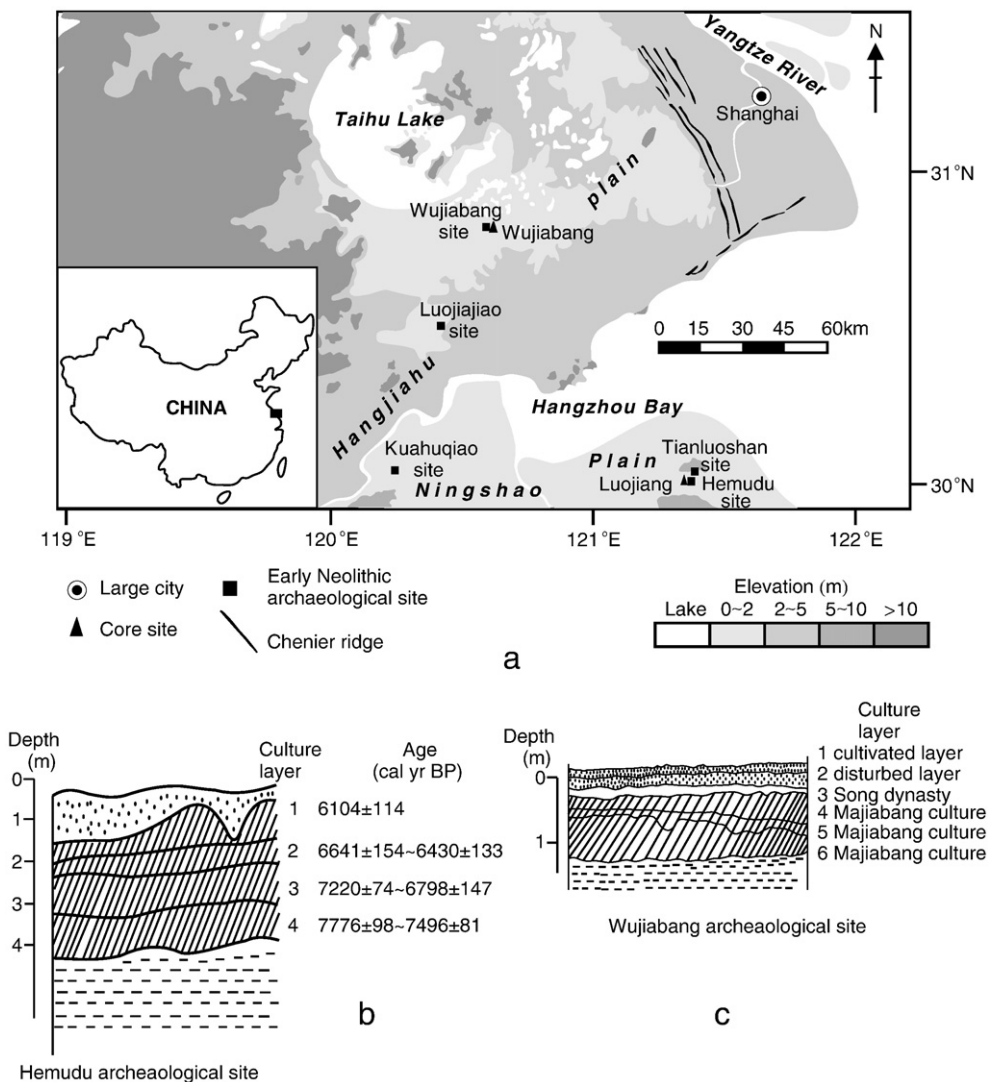 N
Yangtze River
Shanghai
Taihu Lake
plain
31°N
Wujiabang
site
Wujiabang
Luojiajiao
site
0 15 30 45 60km
CHINA
Hangjiahu
Hangzhou Bay
Kuahuqiao
site
Ningshao
Plain
Tianluoshan
site
Luojiang
Hemudu
site
30°N
119°E 120°E 121°E 122°E
Large city
Early Neolithic
archaeological site
Core site
Chenier ridge
Elevation (m)
Lake 0~2 2~5 5~10 >10
a
Depth
(m)
Culture
layer
Age
(cal yr BP)
0
1
2
3
4
1 6104±114
2 6641±154~6430±133
3 7220±74~6798±147
4 7776±98~7496±81
b
Hemudu archeaological site
Depth
(m)
0
1
Culture
layer
1 cultivated layer
2 disturbed layer
3 Song dynasty
4 Majiabang culture
5 Majiabang culture
6 Majiabang culture
Wujiabang archeaological site
c